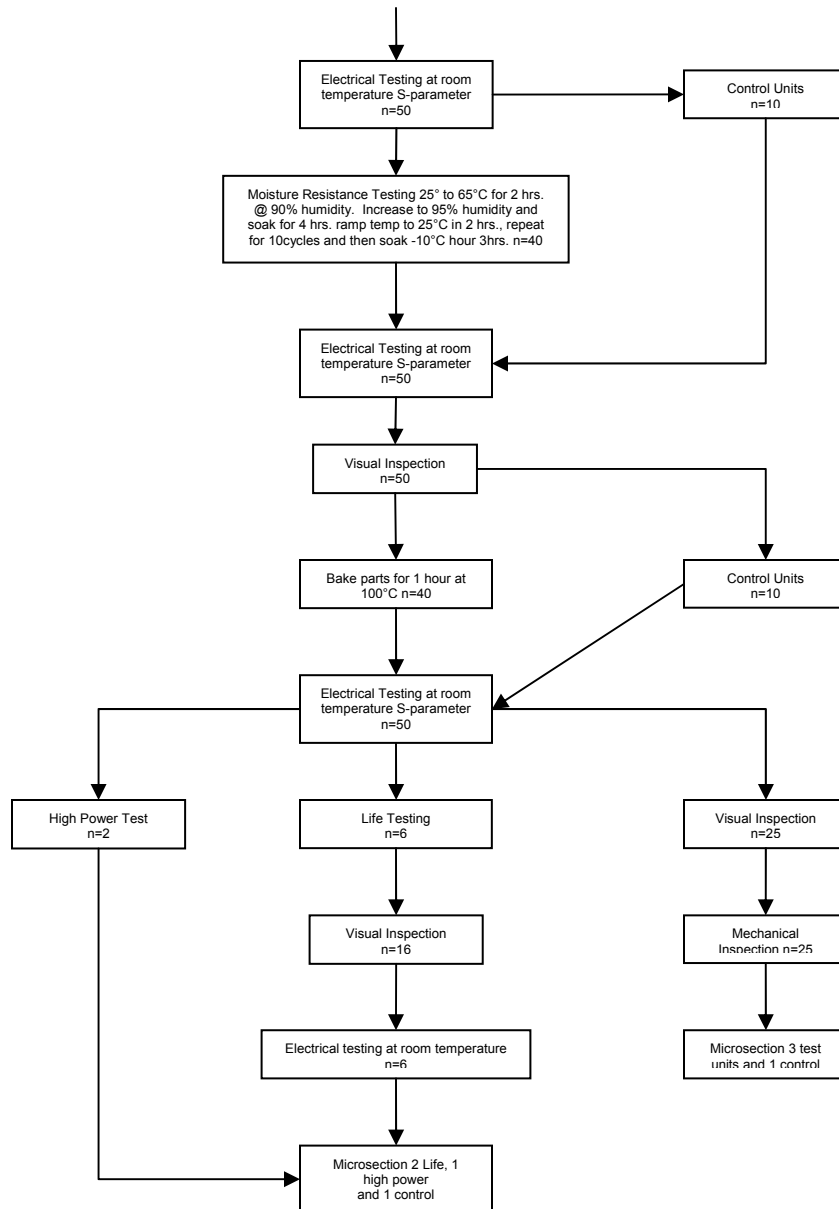 Electrical Testing at room
temperature S-parameter
n=50
Control Units
n=10
Moisture Resistance Testing 25° to 65°C for 2 hrs.
@ 90% humidity.  Increase to 95% humidity and
soak for 4 hrs. ramp temp to 25°C in 2 hrs., repeat
for 10cycles and then soak -10°C hour 3hrs. n=40
Electrical Testing at room
temperature S-parameter
n=50
Visual Inspection
n=50
Bake parts for 1 hour at
100°C n=40
Control Units
n=10
Electrical Testing at room
temperature S-parameter
n=50
High Power Test
n=2
Life Testing
n=6
Visual Inspection
n=25
Visual Inspection
n=16
Mechanical
Inspection n=25
Electrical testing at room temperature
n=6
Microsection 3 test
units and 1 control
Microsection 2 Life, 1
high power
and 1 control